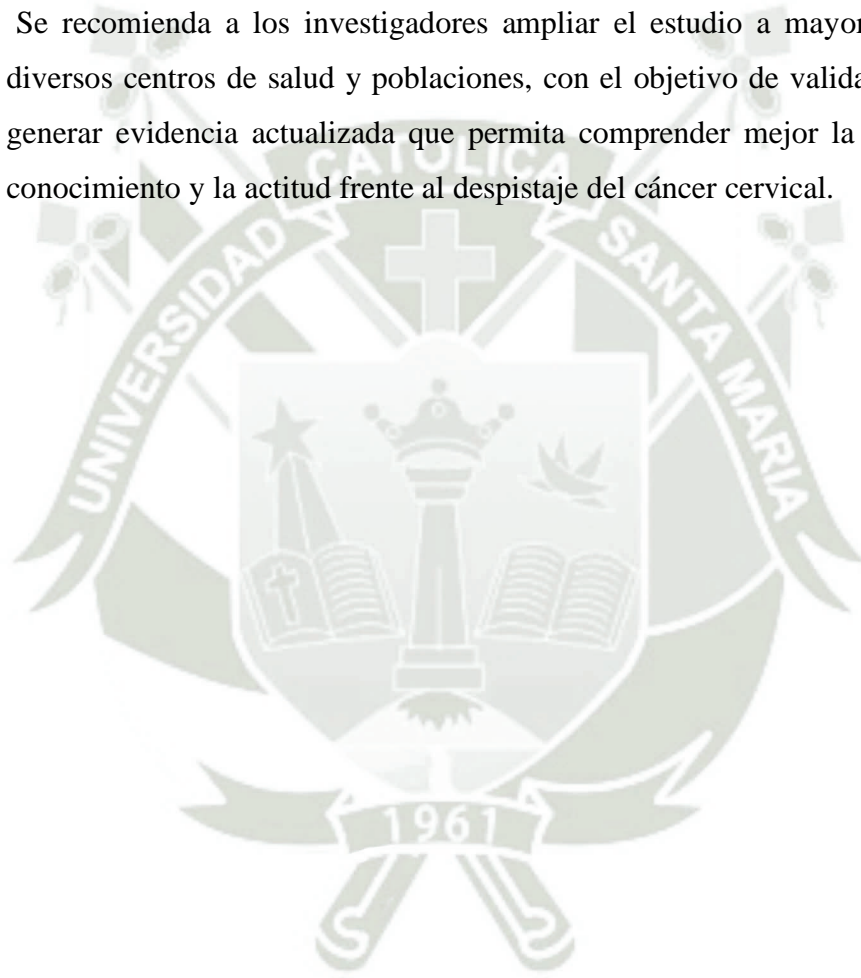 Se recomienda a los investigadores ampliar el estudio a mayor
diversos centros de salud y poblaciones, con el objetivo de valida
generar evidencia actualizada que permita comprender mejor la
conocimiento y la actitud frente al despistaje del cáncer cervical.
UNIVERSIDAD CATOLICA SANTA MARIA
1961